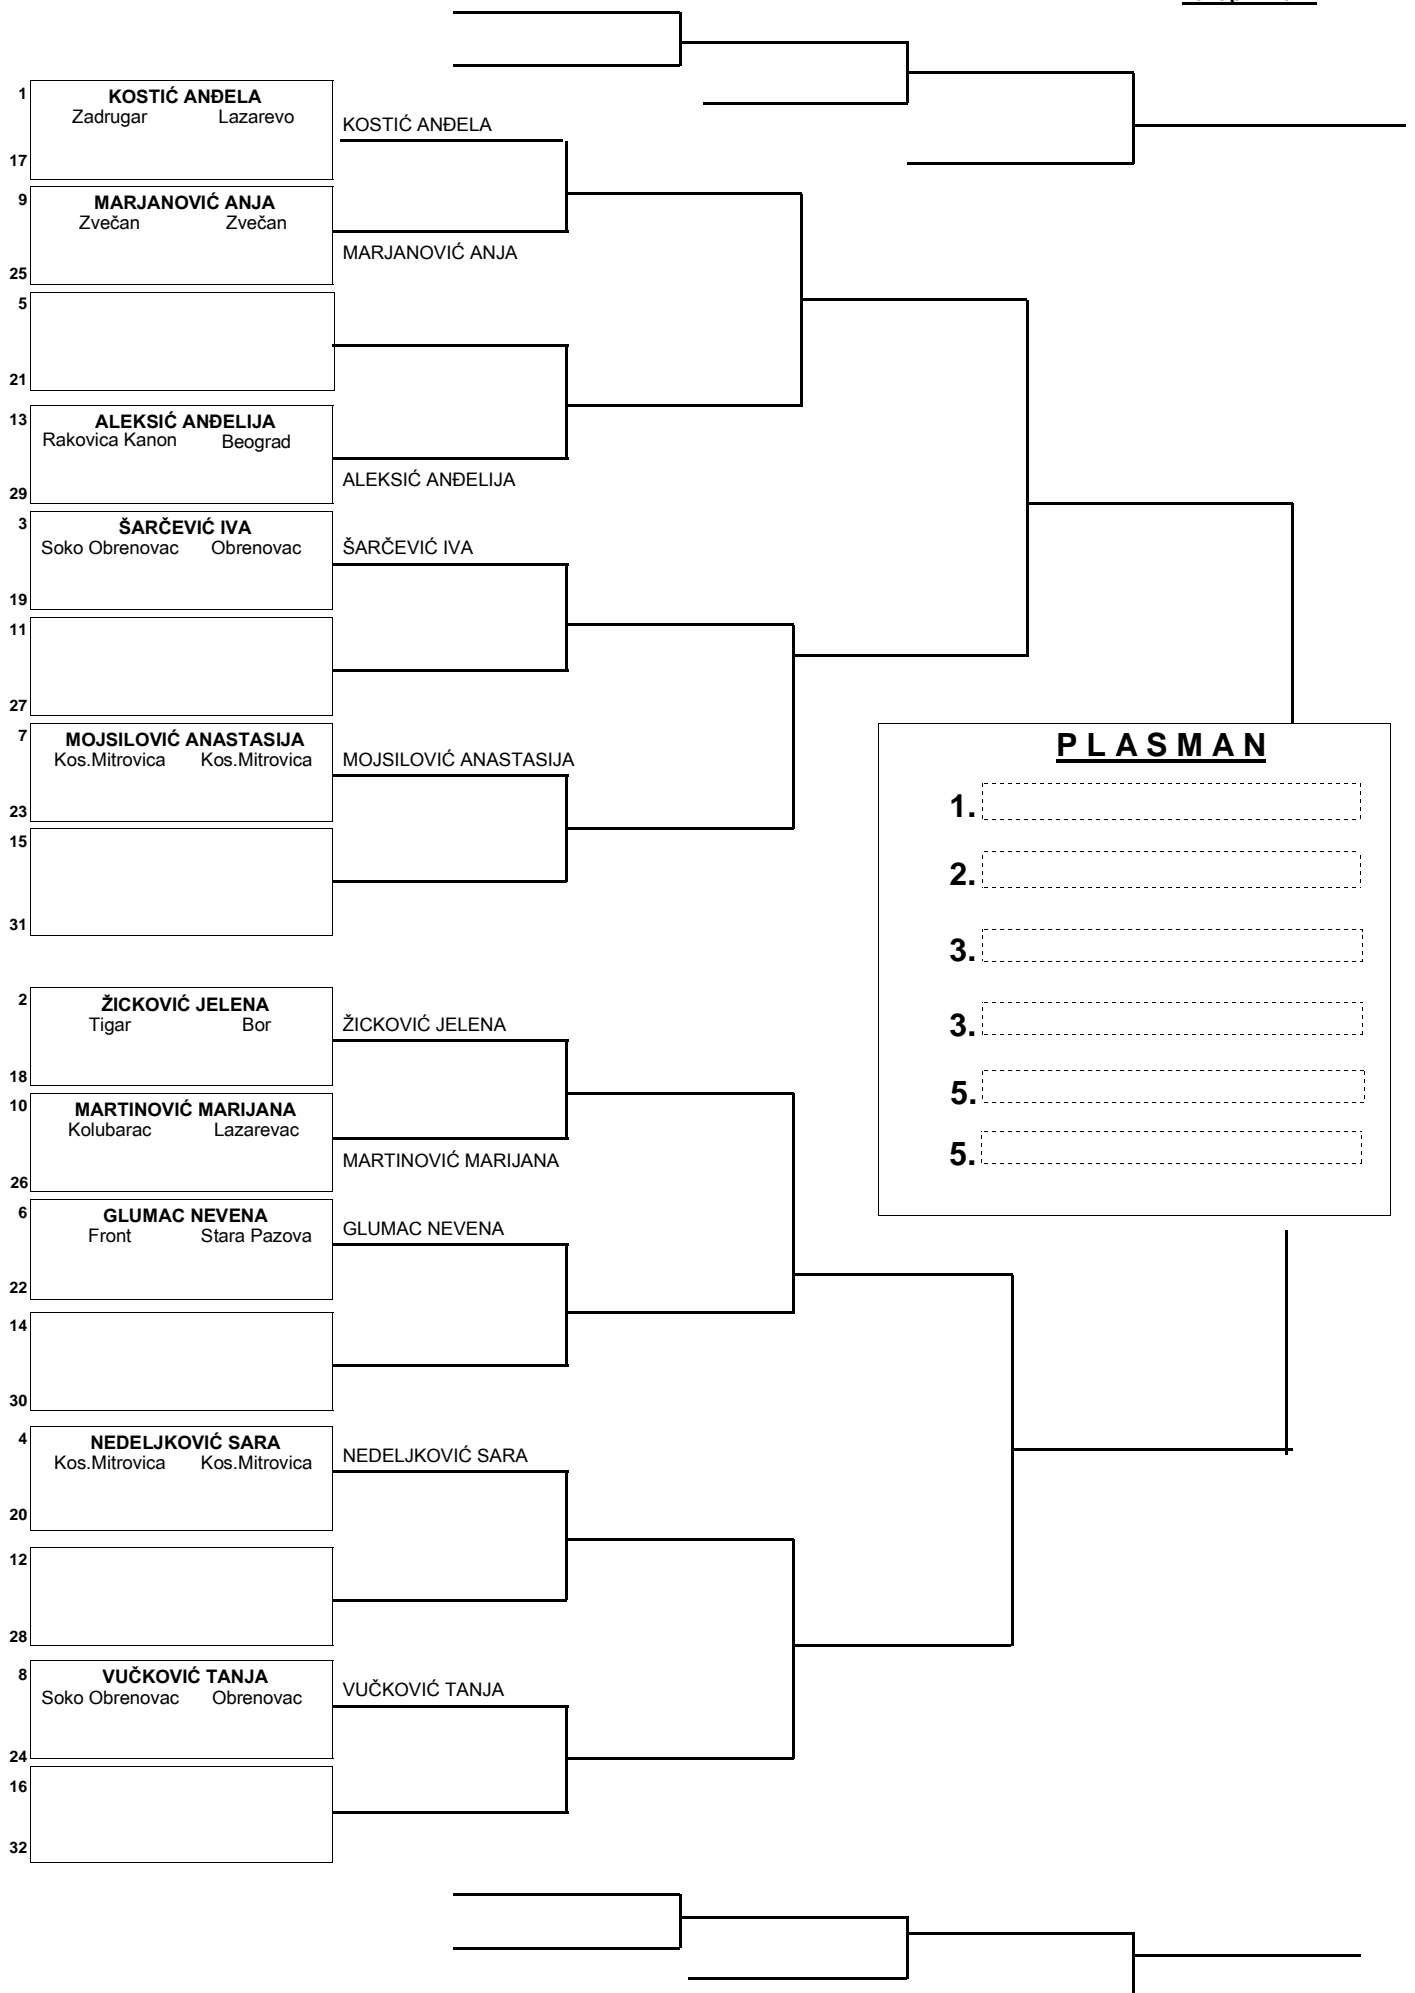 1
KOSTIĆ ANĐELA
Zadrugar Lazarevo
17
KOSTIĆ ANĐELA
9
MARJANOVIĆ ANJA
Zvečan Zvečan
25
MARJANOVIĆ ANJA
5
21
13
ALEKSIĆ ANĐELIJA
Rakovica Kanon Beograd
29
ALEKSIĆ ANĐELIJA
3
ŠARČEVIĆ IVA
Soko Obrenovac Obrenovac
19
ŠARČEVIĆ IVA
11
27
7
MOJSILOVIĆ ANASTASIJA
Kos.Mitrovica Kos.Mitrovica
23
MOJSILOVIĆ ANASTASIJA
15
31
PLASMAN
1.
2.
3.
3.
5.
5.
2
ŽICKOVIĆ JELENA
Tigar Bor
18
ŽICKOVIĆ JELENA
10
MARTINOVIĆ MARIJANA
Kolubarac Lazarevac
26
MARTINOVIĆ MARIJANA
6
GLUMAC NEVENA
Front Stara Pazova
22
GLUMAC NEVENA
14
30
4
NEDELJKOVIĆ SARA
Kos.Mitrovica Kos.Mitrovica
20
NEDELJKOVIĆ SARA
12
28
8
VUČKOVIĆ TANJA
Soko Obrenovac Obrenovac
24
VUČKOVIĆ TANJA
16
32